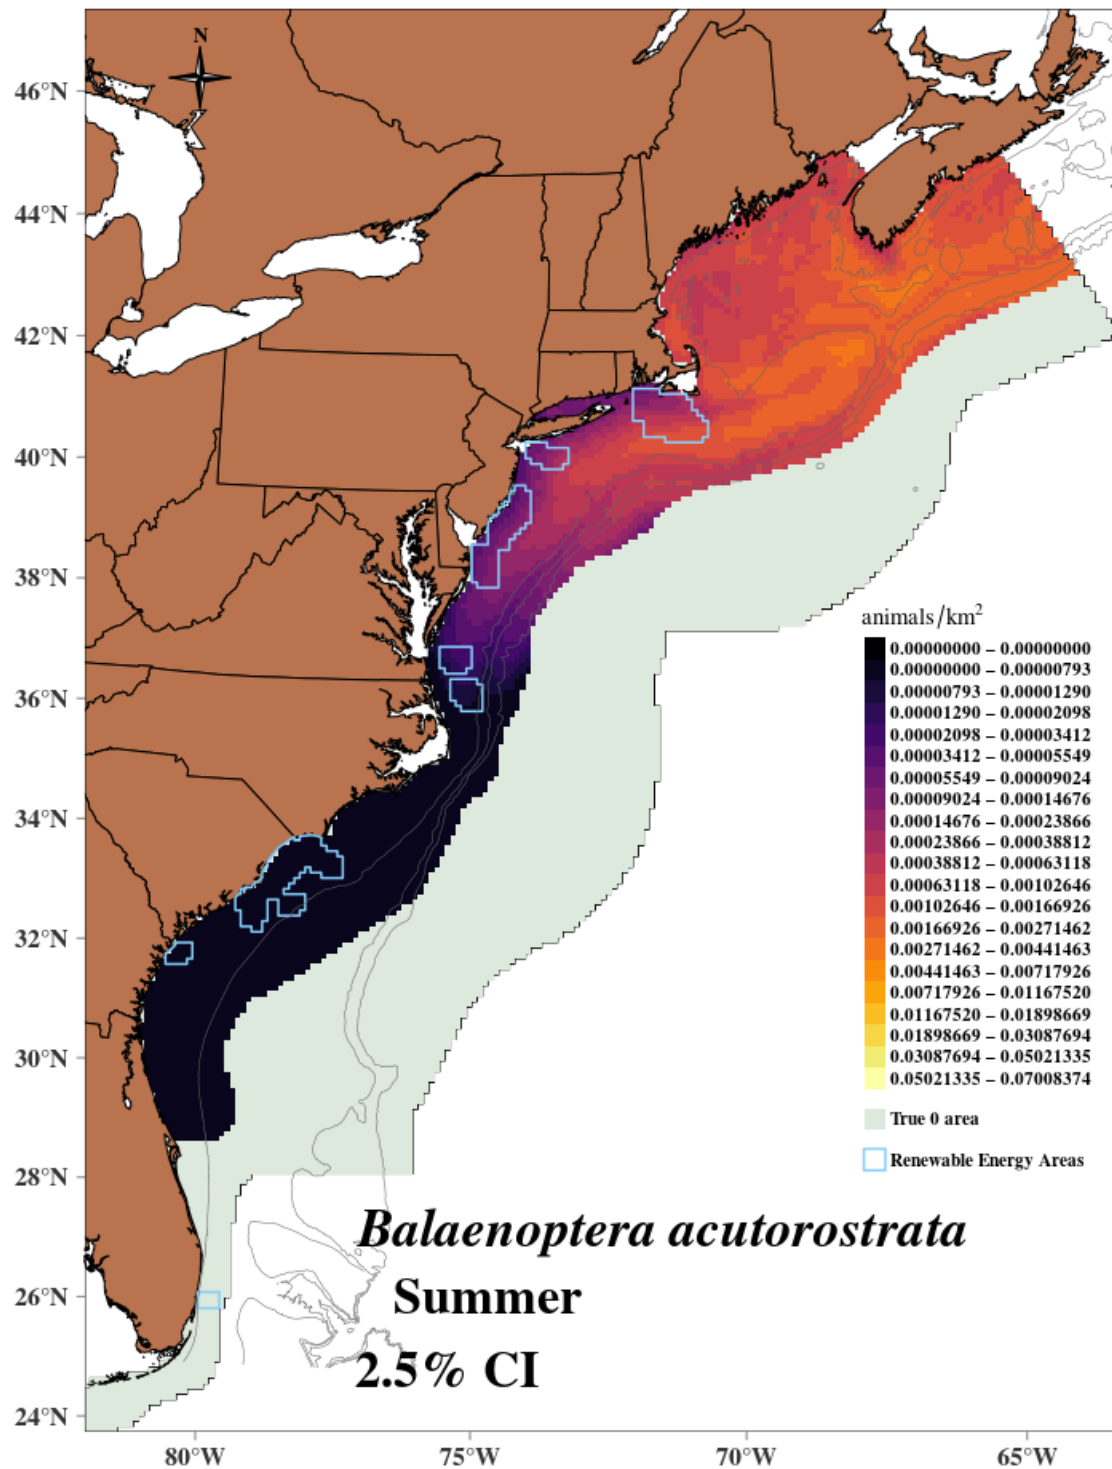 N
46°N
44°N
42°N
40°N
38°N
36°N
34°N
32°N
30°N
28°N
26°N
24°N
80°W
75°W
70°W
65°W
animals/km²
0.00000000 – 0.00000000
0.00000000 – 0.00000793
0.00000793 – 0.00001290
0.00001290 – 0.00002098
0.00002098 – 0.00003412
0.00003412 – 0.00005549
0.00005549 – 0.00009024
0.00009024 – 0.00014676
0.00014676 – 0.00023866
0.00023866 – 0.00038812
0.00038812 – 0.00063118
0.00063118 – 0.00102646
0.00102646 – 0.00166926
0.00166926 – 0.00271462
0.00271462 – 0.00441463
0.00441463 – 0.00717926
0.00717926 – 0.01167520
0.01167520 – 0.01898669
0.01898669 – 0.03087694
0.03087694 – 0.05021335
0.05021335 – 0.07008374
True 0 area
Renewable Energy Areas
Balaenoptera acutorostrata
Summer
2.5% CI